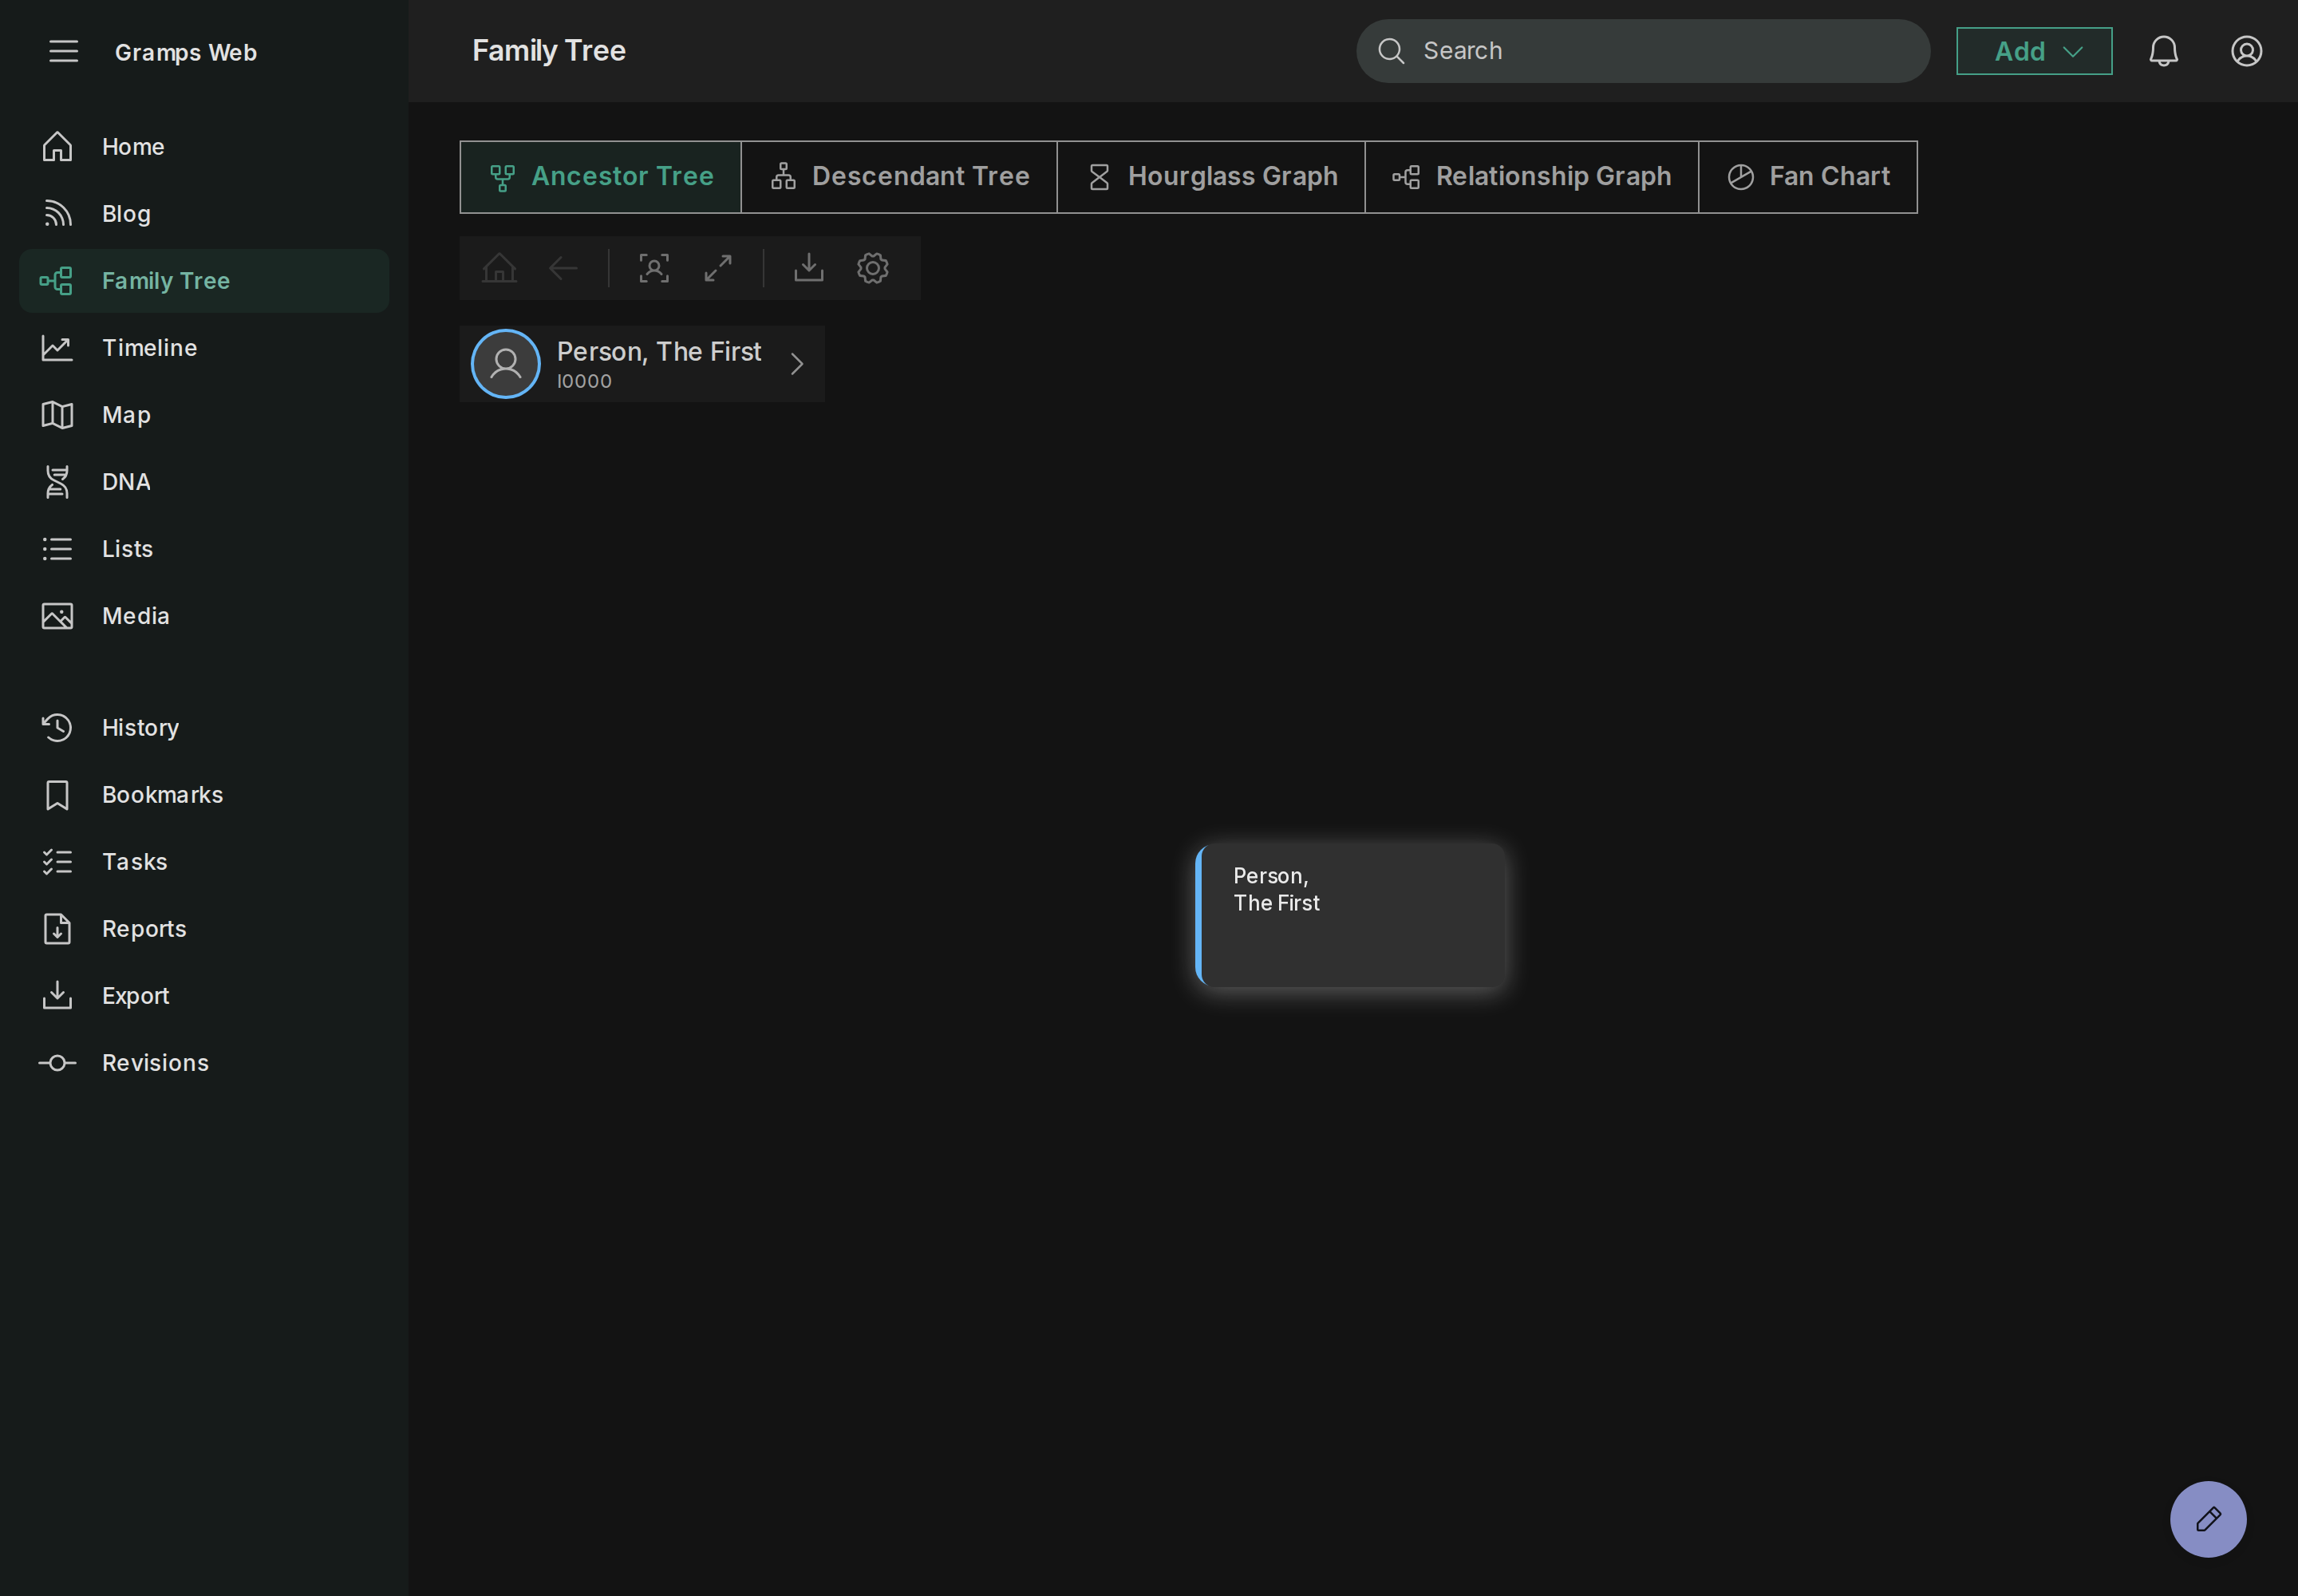 Gramps Web
Family Tree
Search
Add
Home
Blog
Family Tree
Timeline
Map
DNA
Lists
Media
History
Bookmarks
Tasks
Reports
Export
Revisions
Ancestor Tree
Descendant Tree
Hourglass Graph
Relationship Graph
Fan Chart
Person, The First
I0000
Person,
The First